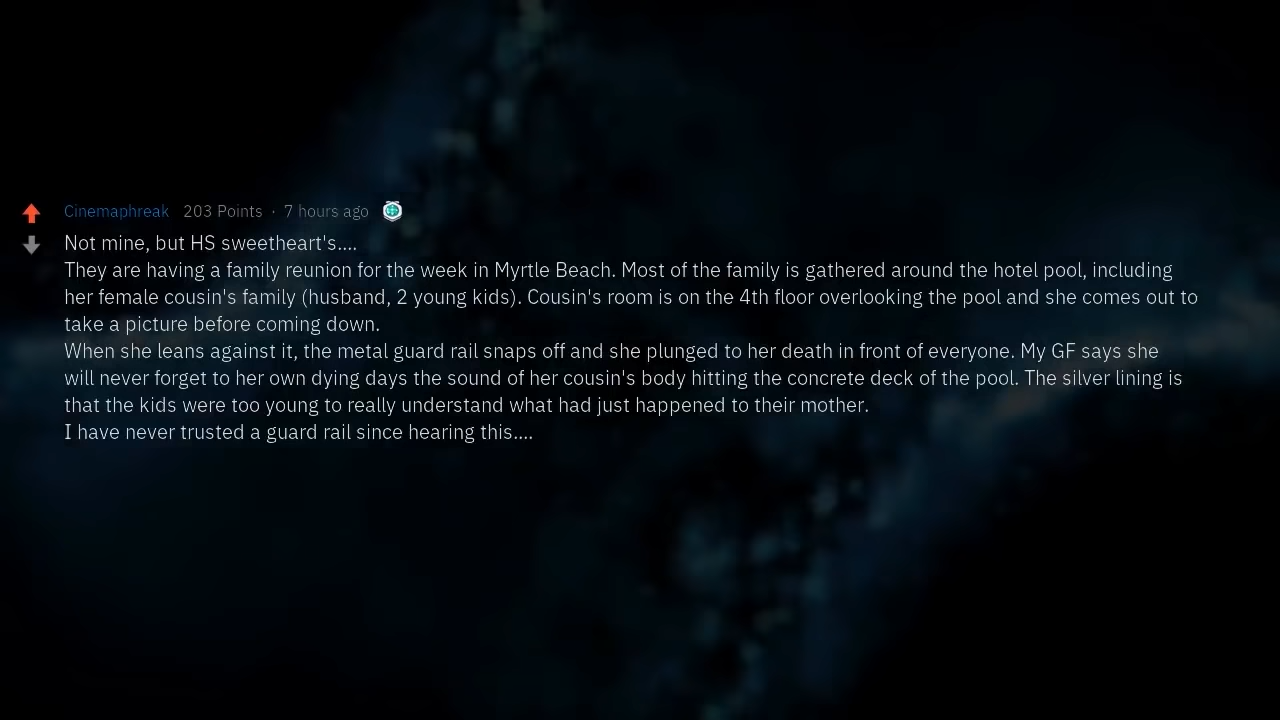 Cinemaphreak 203 Points · 7 hours ago
Not mine, but HS sweetheart's....
They are having a family reunion for the week in Myrtle Beach. Most of the family is gathered around the hotel pool, including
her female cousin's family (husband, 2 young kids). Cousin's room is on the 4th floor overlooking the pool and she comes out to
take a picture before coming down.
When she leans against it, the metal guard rail snaps off and she plunged to her death in front of everyone. My GF says she
will never forget to her own dying days the sound of her cousin's body hitting the concrete deck of the pool. The silver lining is
that the kids were too young to really understand what had just happened to their mother.
I have never trusted a guard rail since hearing this....